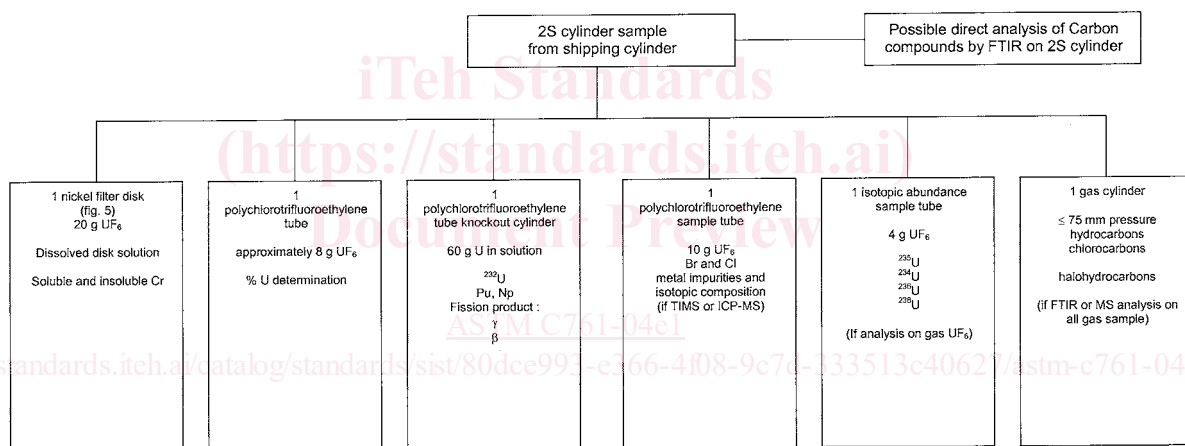 2S cylinder sample
from shipping cylinder
Possible direct analysis of Carbon
compounds by FTIR on 2S cylinder
iTeh Standards
(https://standards.iteh.ai)
Document Preview
1 nickel filter disk
(fig. 5)
20 g UF₆
Dissolved disk solution
Soluble and insoluble Cr
1
polychlorotrifluoroethylene
tube
approximately 8 g UF₆
% U determination
1
polychlorotrifluoroethylene
tube knockout cylinder
60 g U in solution
²³²U
Pu, Np
Fission product :
γ
β
1
polychlorotrifluoroethylene
sample tube
10 g UF₆
Br and Cl
metal impurities and
isotopic composition
(if TIMS or ICP-MS)
1 isotopic abundance
sample tube
4 g UF₆
²³⁵U
²³⁴U
²³⁶U
²³⁸U
(If analysis on gas UF₆)
1 gas cylinder
≤ 75 mm pressure
hydrocarbons
chlorocarbons
halohydrocarbons
(if FTIR or MS analysis on
all gas sample)
ASTM C761-04e1
standards.iteh.ai/catalog/standards/sist/80dce993-e366-4f08-9c7d-333513c40627/astm-c761-04